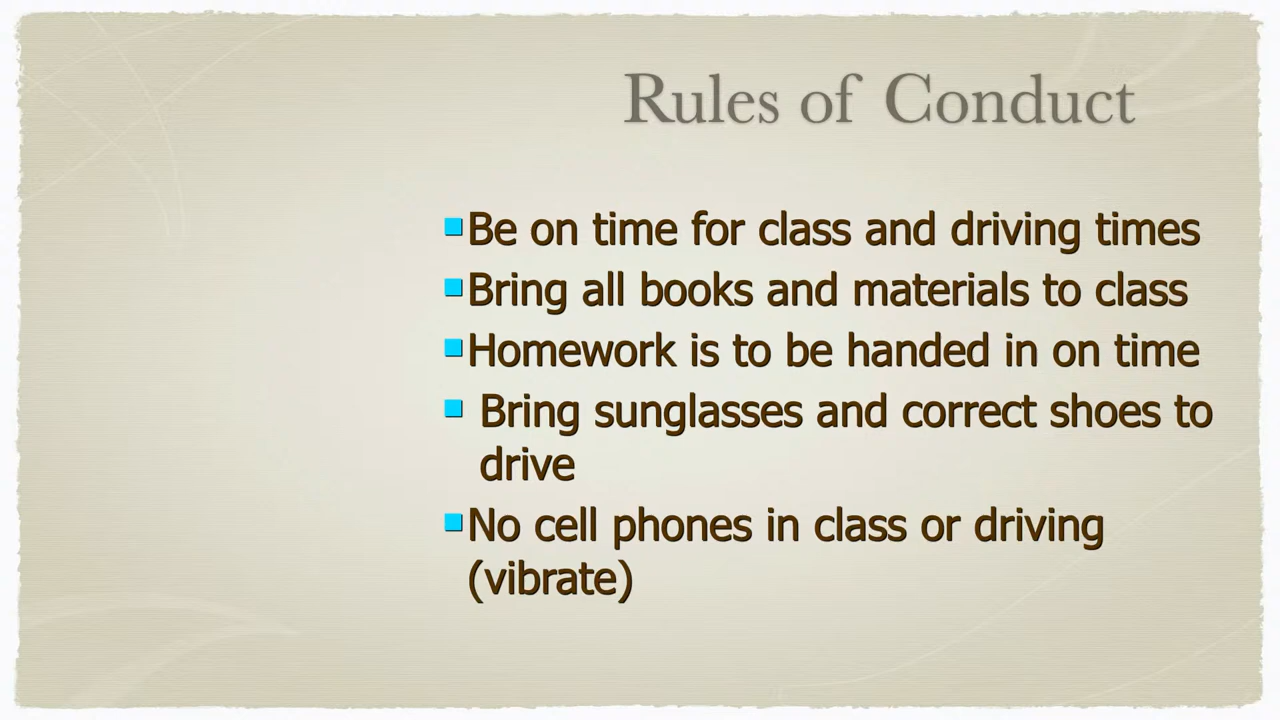 Rules of Conduct
Be on time for class and driving times
Bring all books and materials to class
Homework is to be handed in on time
Bring sunglasses and correct shoes to
drive
No cell phones in class or driving
(vibrate)